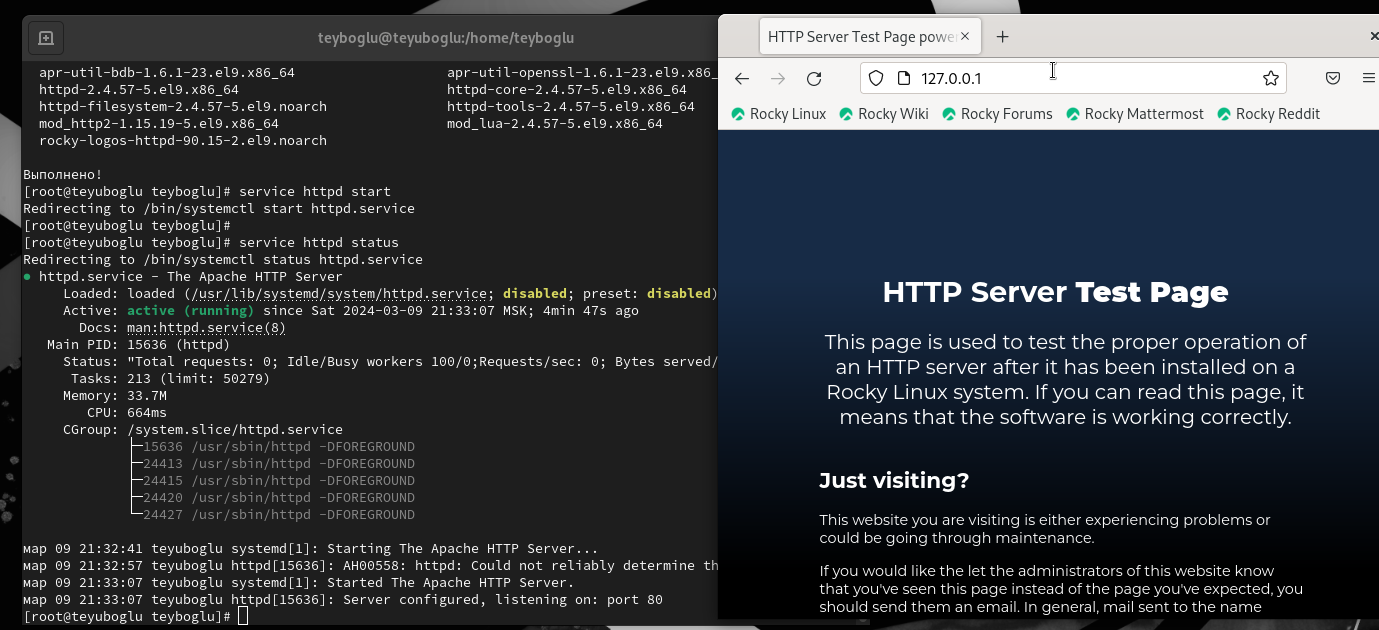 teyboglu@teyuboglu:/home/teyboglu
apr-util-bdb-1.6.1-23.el9.x86_64 apr-util-openssl-1.6.1-23.el9.x86_
httpd-2.4.57-5.el9.x86_64 httpd-core-2.4.57-5.el9.x86_64
httpd-filesystem-2.4.57-5.el9.noarch httpd-tools-2.4.57-5.el9.x86_64
mod_http2-1.15.19-5.el9.x86_64 mod_lua-2.4.57-5.el9.x86_64
rocky-logos-httpd-90.15-2.el9.noarch
Выполнено!
[root@teyuboglu teyboglu]# service httpd start
Redirecting to /bin/systemctl start httpd.service
[root@teyuboglu teyboglu]#
[root@teyuboglu teyboglu]# service httpd status
Redirecting to /bin/systemctl status httpd.service
● httpd.service - The Apache HTTP Server
Loaded: loaded (/usr/lib/systemd/system/httpd.service; disabled; preset: disabled)
Active: active (running) since Sat 2024-03-09 21:33:07 MSK; 4min 47s ago
Docs: man:httpd.service(8)
Main PID: 15636 (httpd)
Status: "Total requests: 0; Idle/Busy workers 100/0;Requests/sec: 0; Bytes served/
Tasks: 213 (limit: 50279)
Memory: 33.7M
CPU: 664ms
CGroup: /system.slice/httpd.service
├─15636 /usr/sbin/httpd -DFOREGROUND
├─24413 /usr/sbin/httpd -DFOREGROUND
├─24415 /usr/sbin/httpd -DFOREGROUND
├─24420 /usr/sbin/httpd -DFOREGROUND
└─24427 /usr/sbin/httpd -DFOREGROUND
мар 09 21:32:41 teyuboglu systemd[1]: Starting The Apache HTTP Server...
мар 09 21:32:57 teyuboglu httpd[15636]: AH00558: httpd: Could not reliably determine th
мар 09 21:33:07 teyuboglu systemd[1]: Started The Apache HTTP Server.
мар 09 21:33:07 teyuboglu httpd[15636]: Server configured, listening on: port 80
[root@teyuboglu teyboglu]#
HTTP Server Test Page powe
127.0.0.1
Rocky Linux Rocky Wiki Rocky Forums Rocky Mattermost Rocky Reddit
HTTP Server Test Page
This page is used to test the proper operation of
an HTTP server after it has been installed on a
Rocky Linux system. If you can read this page, it
means that the software is working correctly.
Just visiting?
This website you are visiting is either experiencing problems or
could be going through maintenance.
If you would like the let the administrators of this website know
that you've seen this page instead of the page you've expected, you
should send them an email. In general, mail sent to the name